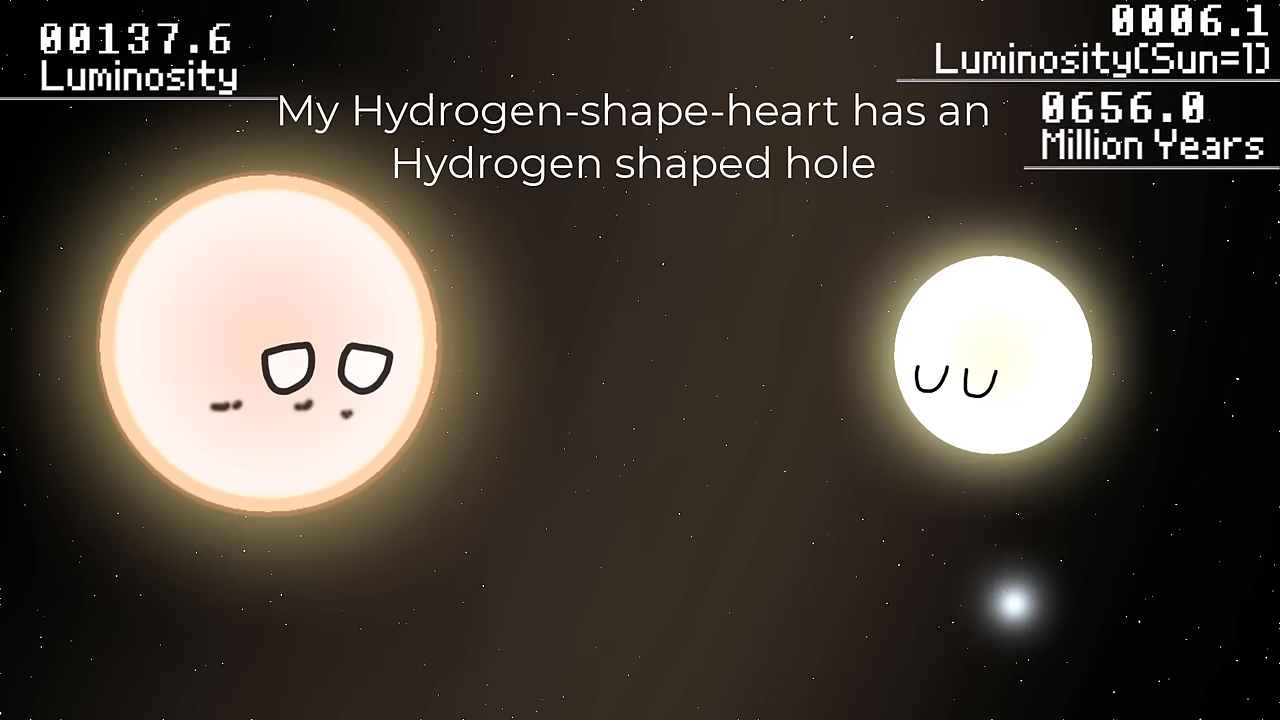 00137.6
Luminosity
My Hydrogen-shape-heart has an
Hydrogen shaped hole
0006.1
Luminosity(Sun=1)
0656.0
Million Years